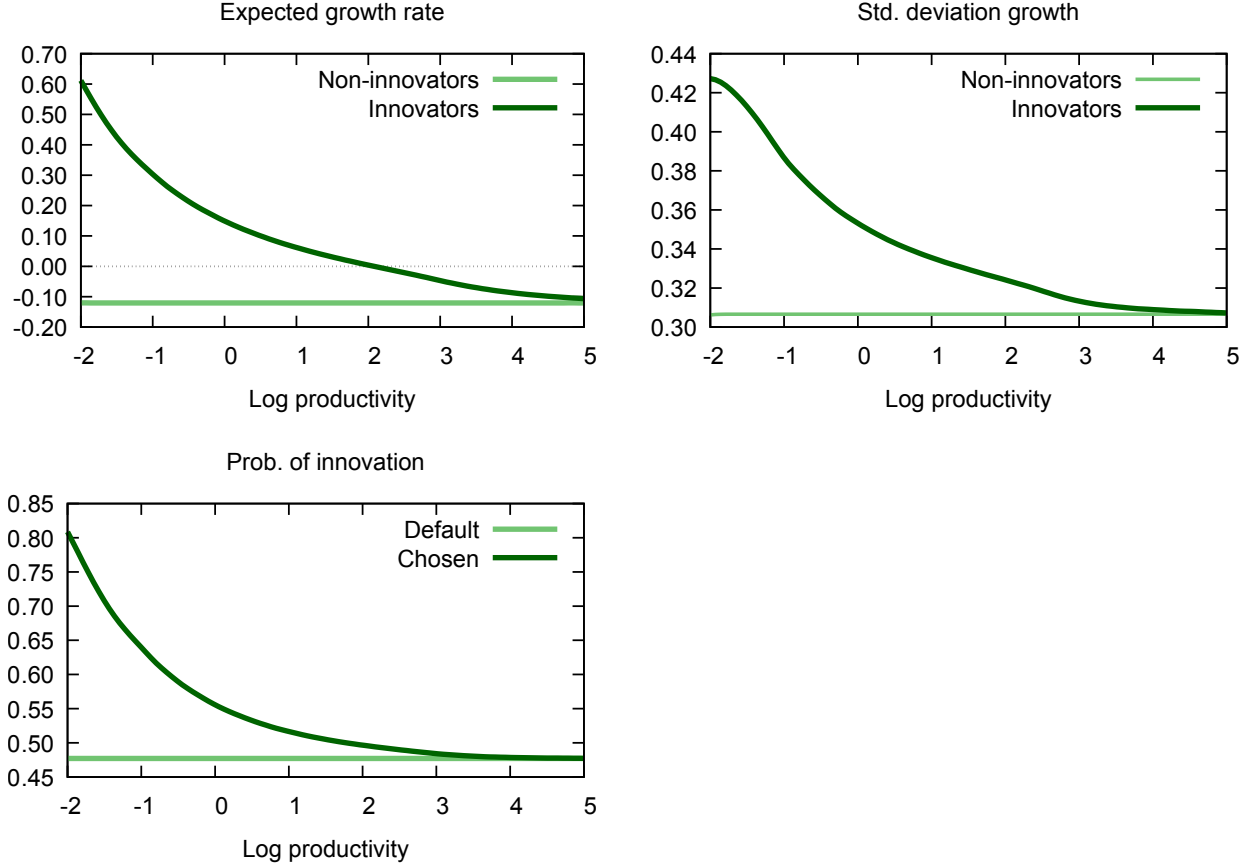 Expected growth rate
0.70
0.60
0.50
0.40
0.30
0.20
0.10
0.00
-0.10
-0.20
Non-innovators
Innovators
-2 -1 0 1 2 3 4 5
Log productivity
Std. deviation growth
0.44
0.42
0.40
0.38
0.36
0.34
0.32
0.30
Non-innovators
Innovators
-2 -1 0 1 2 3 4 5
Log productivity
Prob. of innovation
0.85
0.80
0.75
0.70
0.65
0.60
0.55
0.50
0.45
Default
Chosen
-2 -1 0 1 2 3 4 5
Log productivity